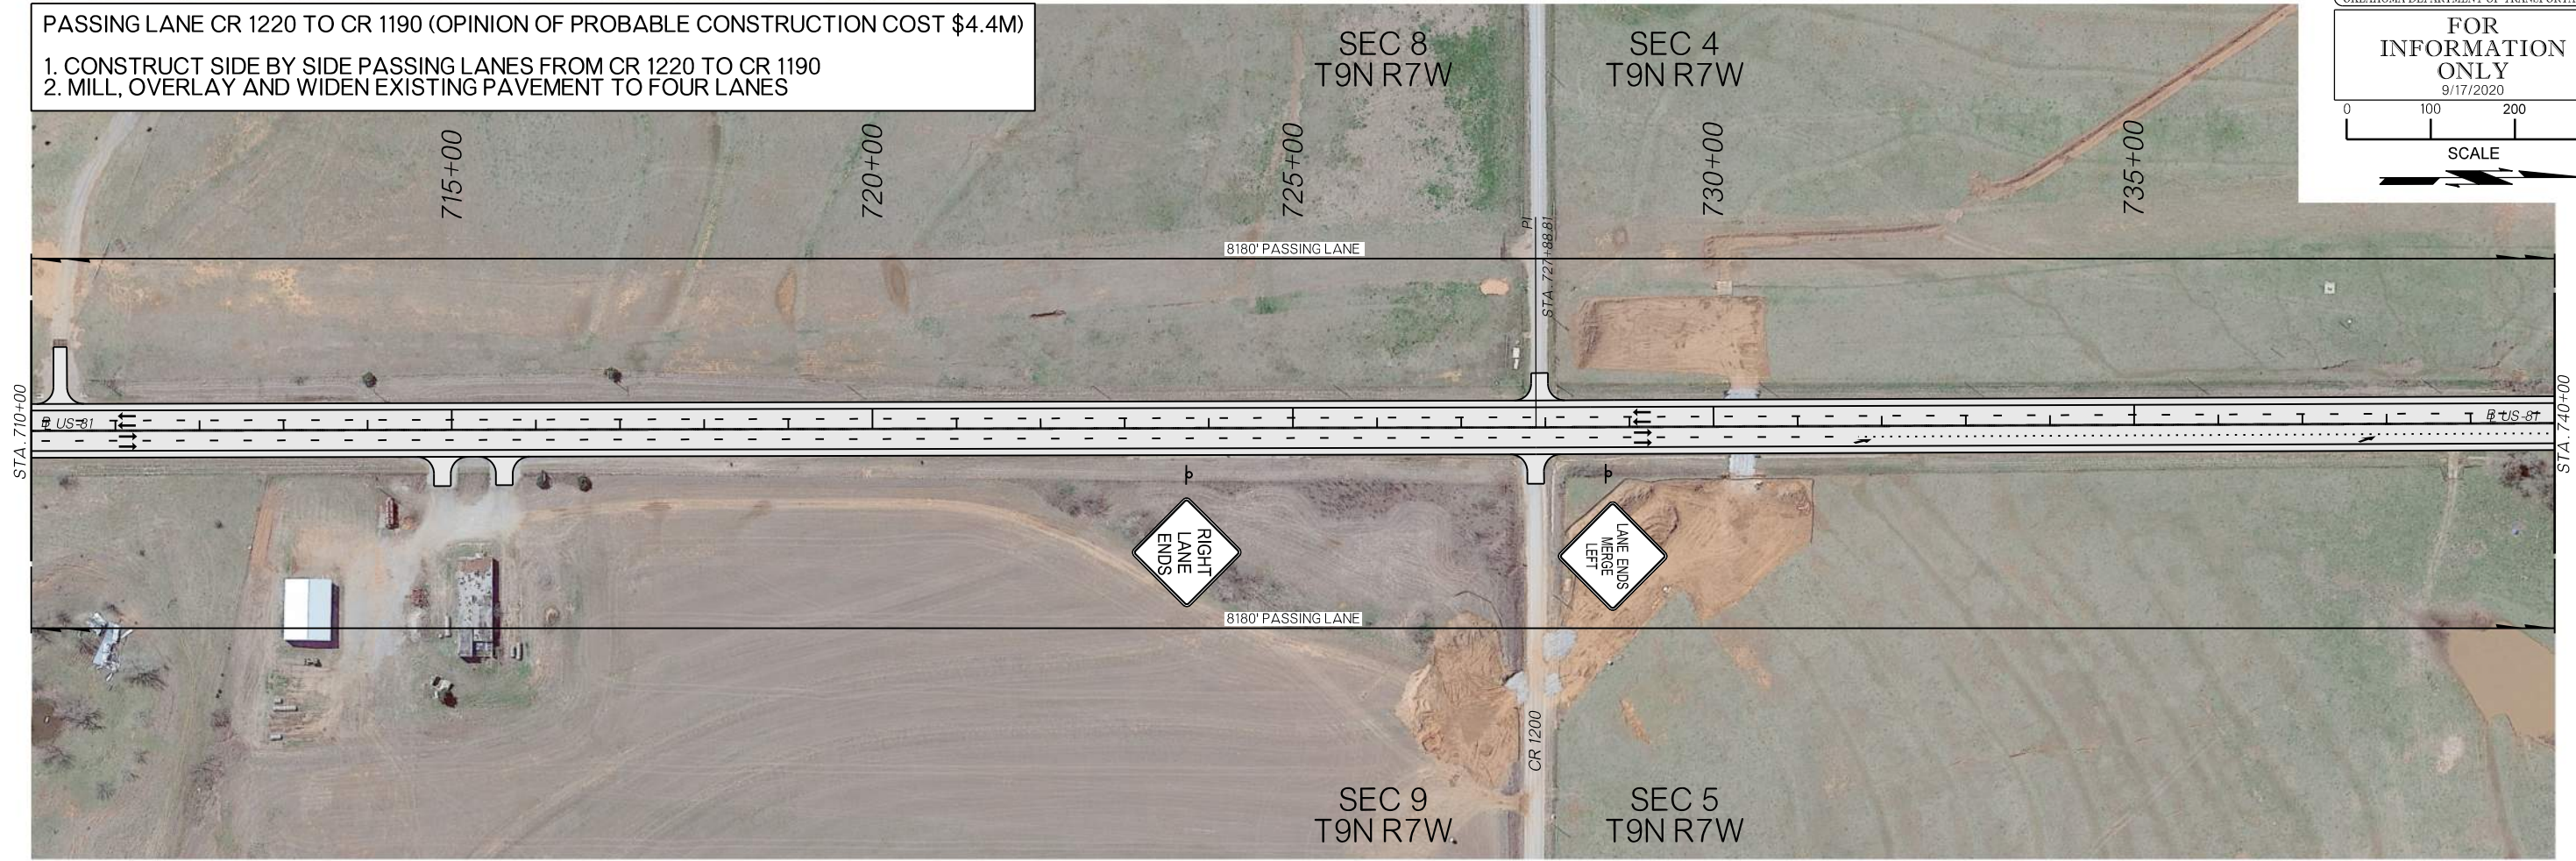 PASSING LANE CR 1220 TO CR 1190 (OPINION OF PROBABLE CONSTRUCTION COST $4.4M)
1. CONSTRUCT SIDE BY SIDE PASSING LANES FROM CR 1220 TO CR 1190
2. MILL, OVERLAY AND WIDEN EXISTING PAVEMENT TO FOUR LANES
SEC 8
T9N R7W
SEC 4
T9N R7W
FOR
INFORMATION
ONLY
9/17/2020
0 100 200
SCALE
715+00
720+00
725+00
730+00
735+00
PI
STA. 727+88.81
8180' PASSING LANE
STA. 710+00
US-81
US-81
STA. 740+00
RIGHT
LANE
ENDS
LANE ENDS
MERGE
LEFT
8180' PASSING LANE
CR 1200
SEC 9
T9N R7W
SEC 5
T9N R7W